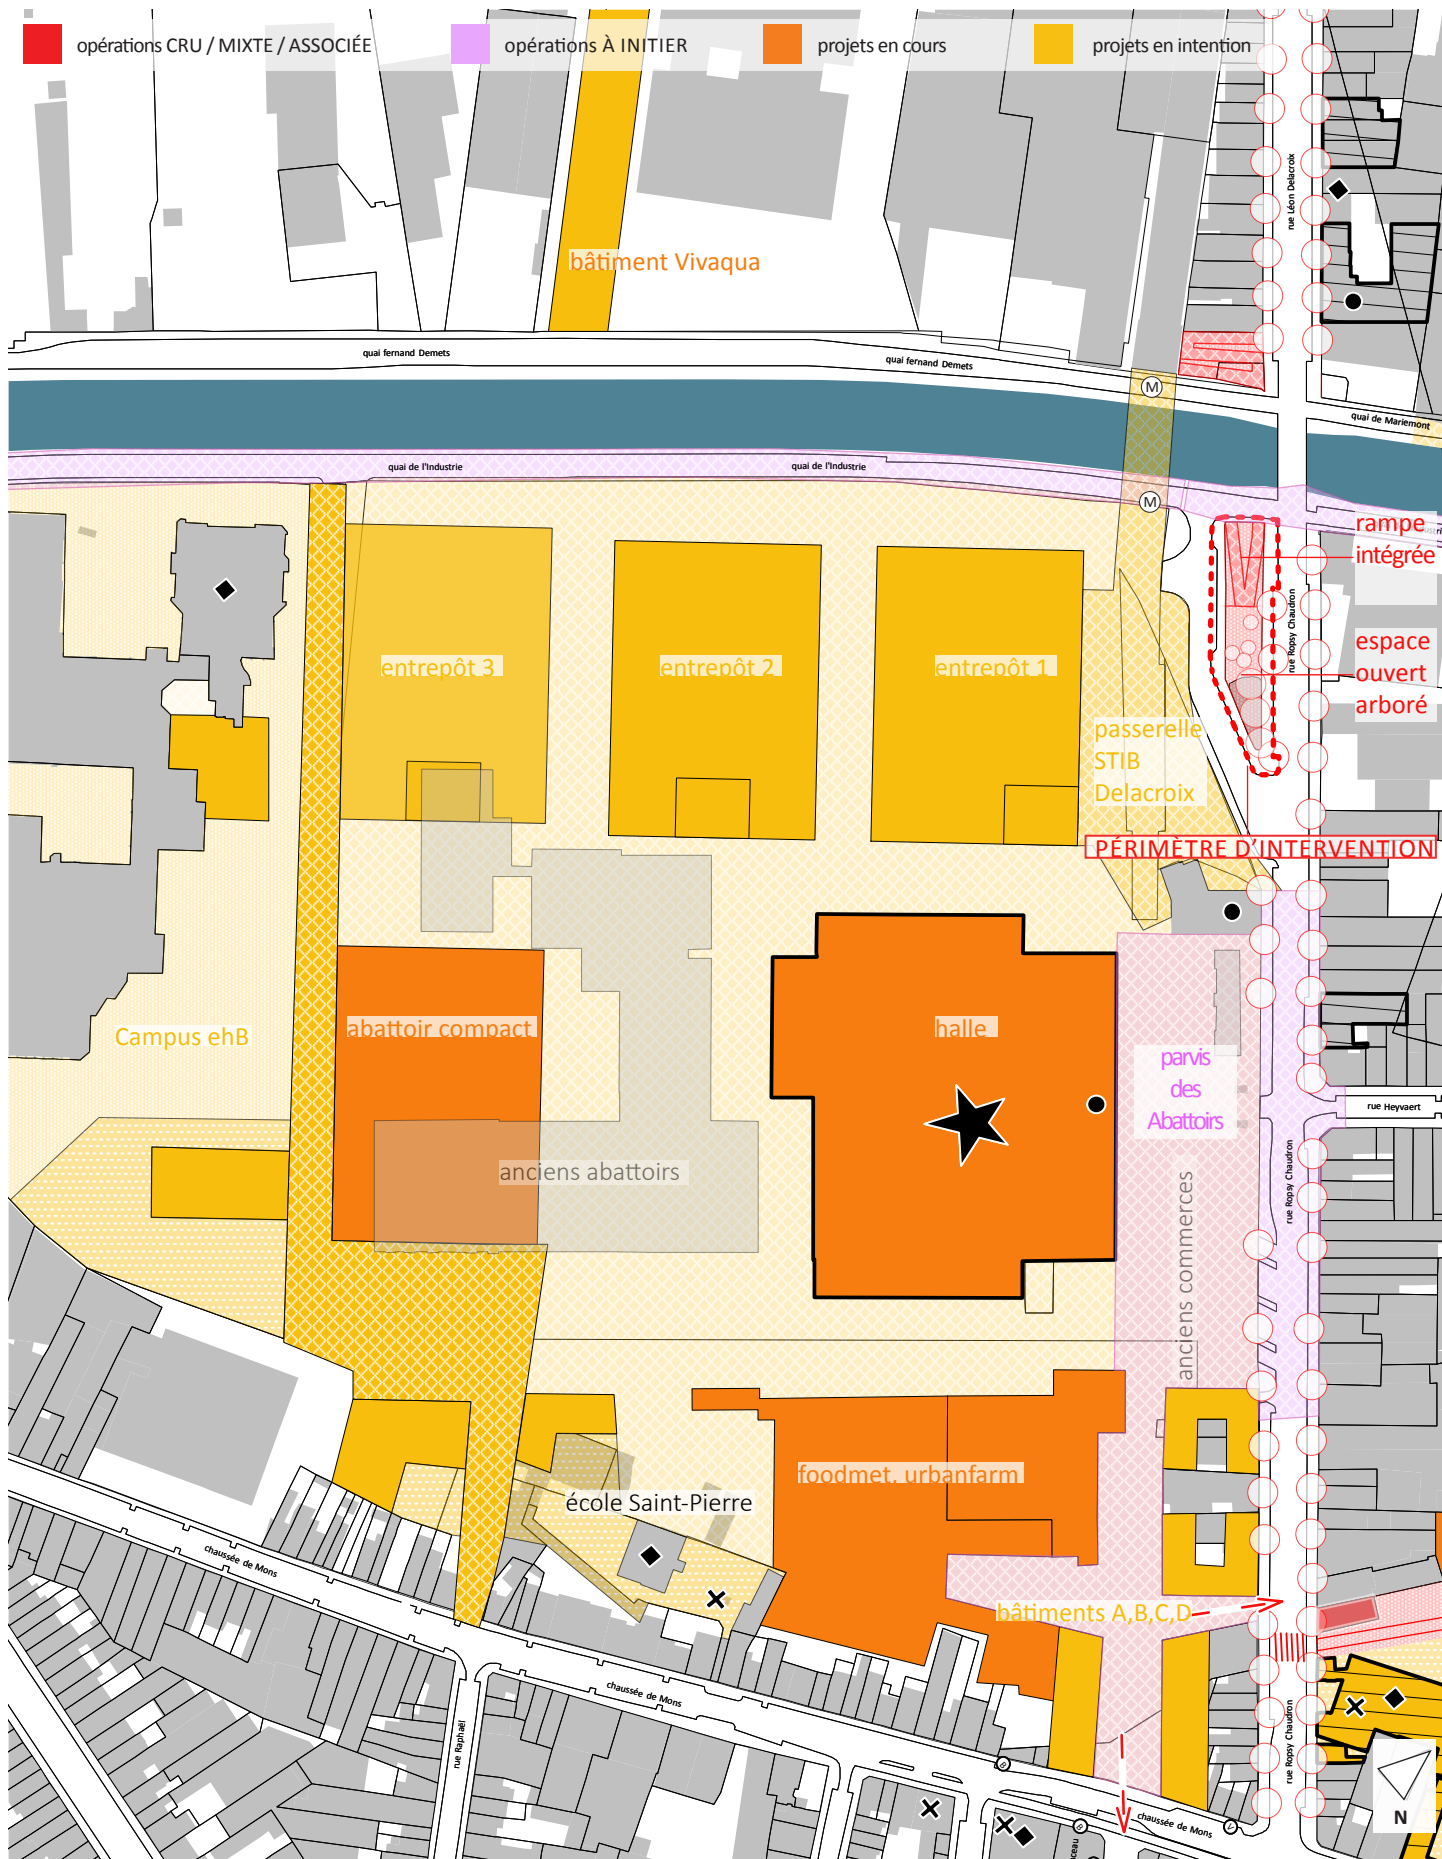 opérations CRU / MIXTE / ASSOCIÉE
opérations À INITIER
projets en cours
projets en intention
rue Léon Delacroix
bâtiment Vivaqua
quai fernand Demets
quai fernand Demets
M
quai de Mariemont
quai de l'Industrie
quai de l'Industrie
M
rampe
intégrée
rue Ropsy Chaudron
espace
ouvert
arboré
entrepôt 3
entrepôt 2
entrepôt 1
passerelle
STIB
Delacroix
PÉRIMÈTRE D'INTERVENTION
Campus ehB
abattoir compact
halle
parvis
des
Abattoirs
rue Heyvaert
anciens abattoirs
anciens commerces
rue Ropsy Chaudron
foodmet, urbanfarm
école Saint-Pierre
chaussée de Mons
bâtiments A,B,C,D
chaussée de Mons
rue Raphaël
rue Ropsy Chaudron
B
N
chaussée de Mons
B
V